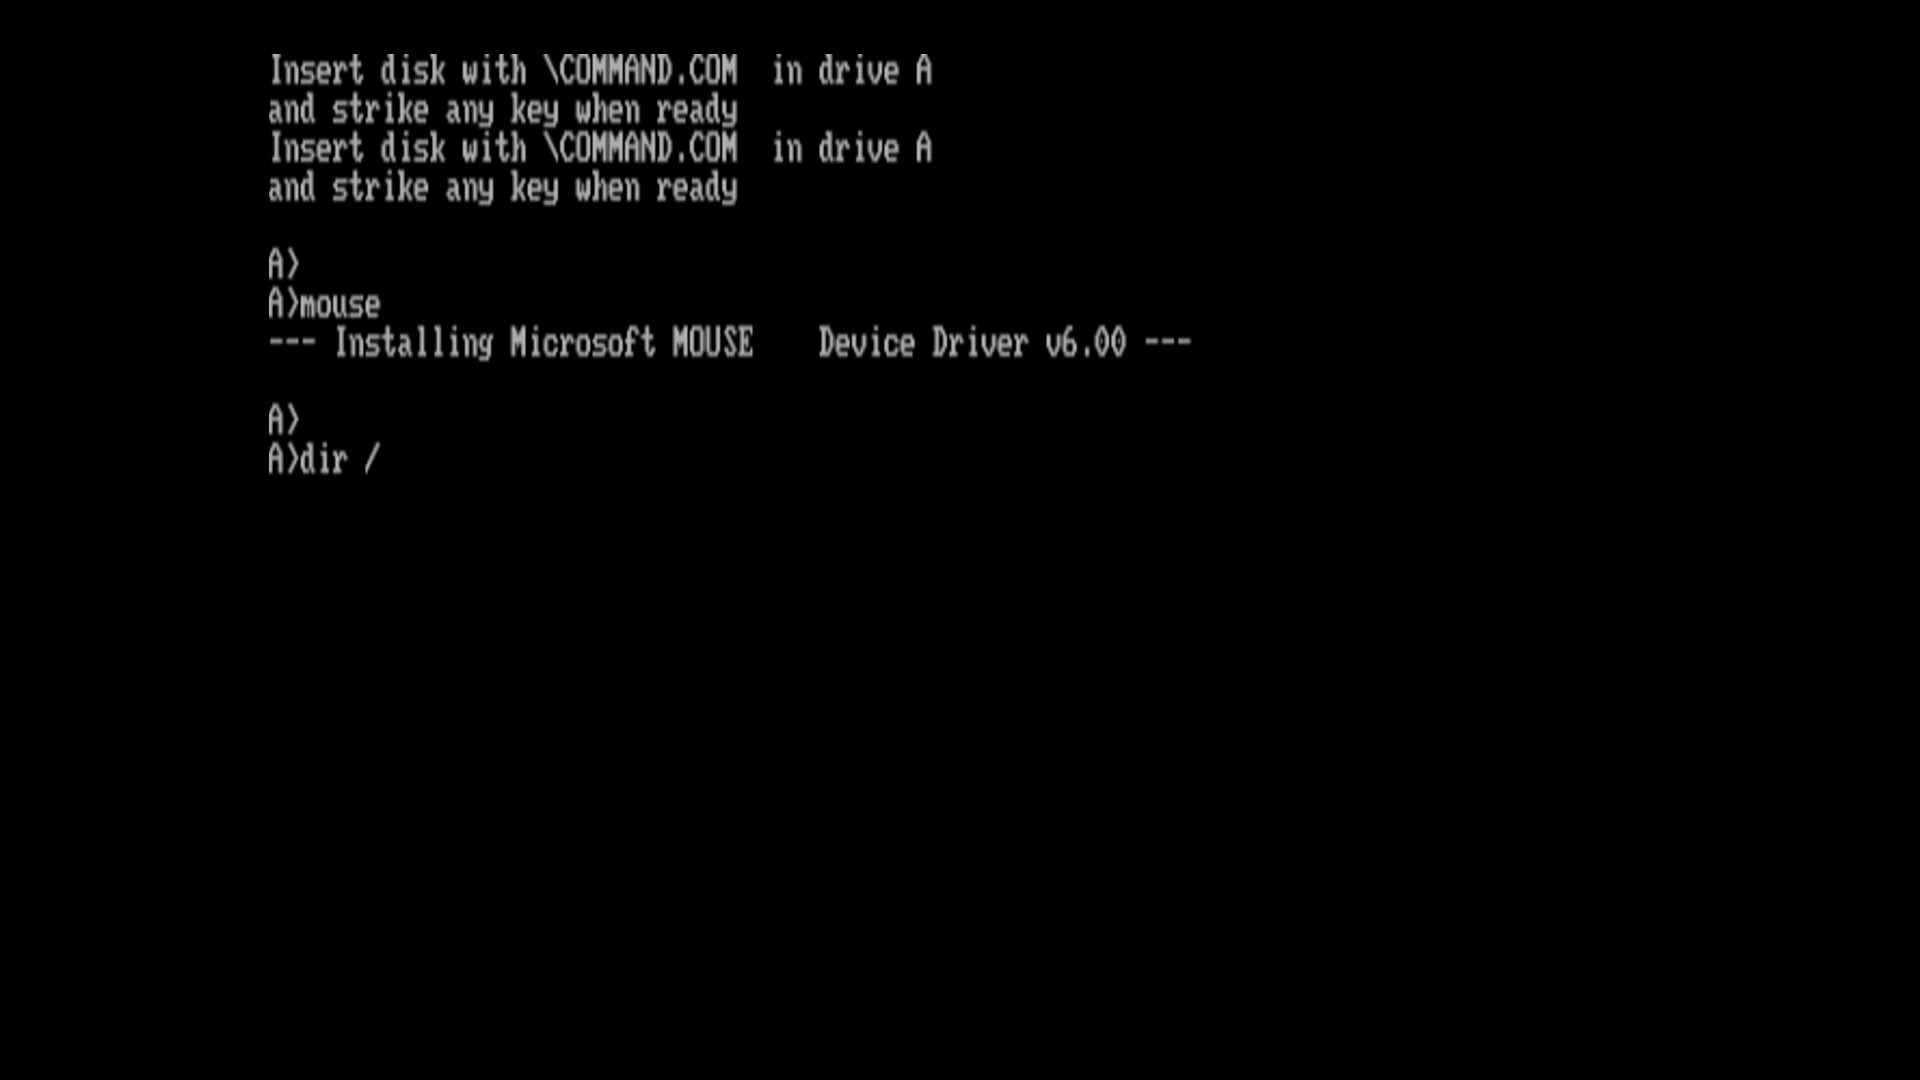 Insert disk with \COMMAND.COM  in drive A
and strike any key when ready
Insert disk with \COMMAND.COM  in drive A
and strike any key when ready
A>
A>mouse
--- Installing Microsoft MOUSE    Device Driver v6.00 ---
A>
A>dir /